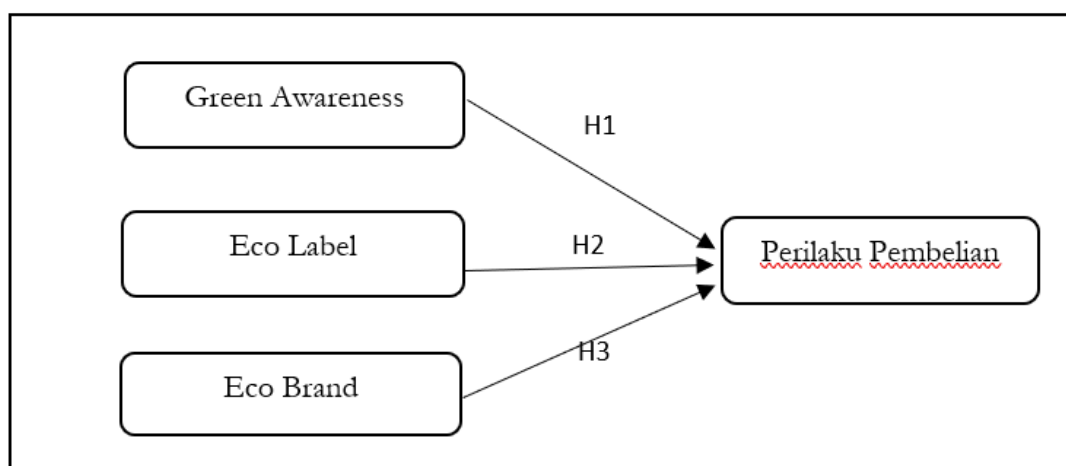 Green Awareness
H1
Eco Label
H2
Perilaku Pembelian
Eco Brand
H3